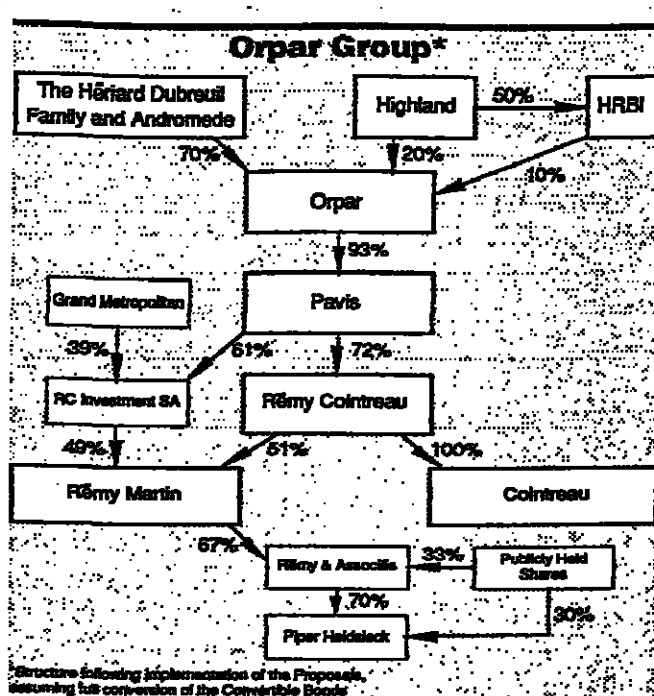 Orpar Group*
The Hériard Dubreuil
Family and Andromede
Highland
50%
HRBI
70%
20%
10%
Orpar
93%
Grand Metropolitan
Pavis
39%
61%
72%
RC Investment SA
Rémy Cointreau
49%
51%
100%
Rémy Martin
Cointreau
67%
Rémy & Associés
33%
Publicly Held
Shares
70%
30%
Piper Heidsieck
*Structure following implementation of the Proposals,
assuming full conversion of the Convertible Bonds